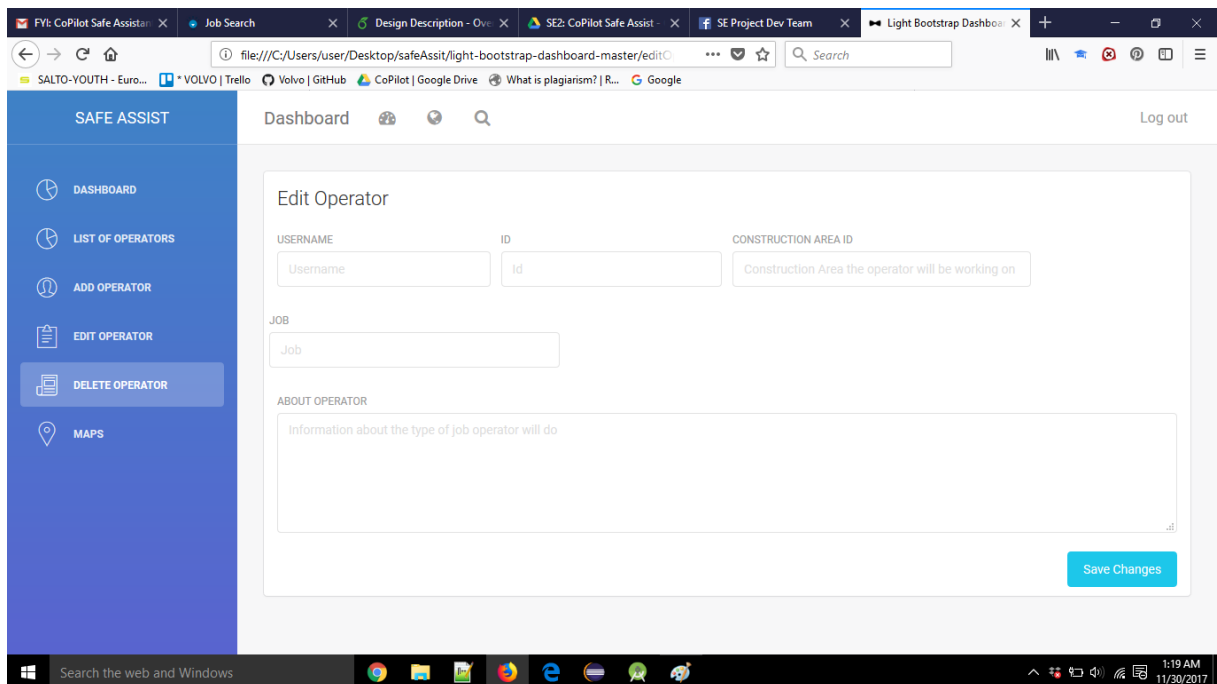 FYI: CoPilot Safe Assistan
Job Search
Design Description - Ove
SE2: CoPilot Safe Assist -
SE Project Dev Team
Light Bootstrap Dashboa
file:///C:/Users/user/Desktop/safeAssit/light-bootstrap-dashboard-master/editO
Search
SALTO-YOUTH - Euro...
* VOLVO | Trello
Volvo | GitHub
CoPilot | Google Drive
What is plagiarism? | R...
Google
SAFE ASSIST
Dashboard
Log out
DASHBOARD
LIST OF OPERATORS
ADD OPERATOR
EDIT OPERATOR
DELETE OPERATOR
MAPS
Edit Operator
USERNAME
ID
CONSTRUCTION AREA ID
Username
Id
Construction Area the operator will be working on
JOB
Job
ABOUT OPERATOR
Information about the type of job operator will do
Save Changes
Search the web and Windows
1:19 AM
11/30/2017